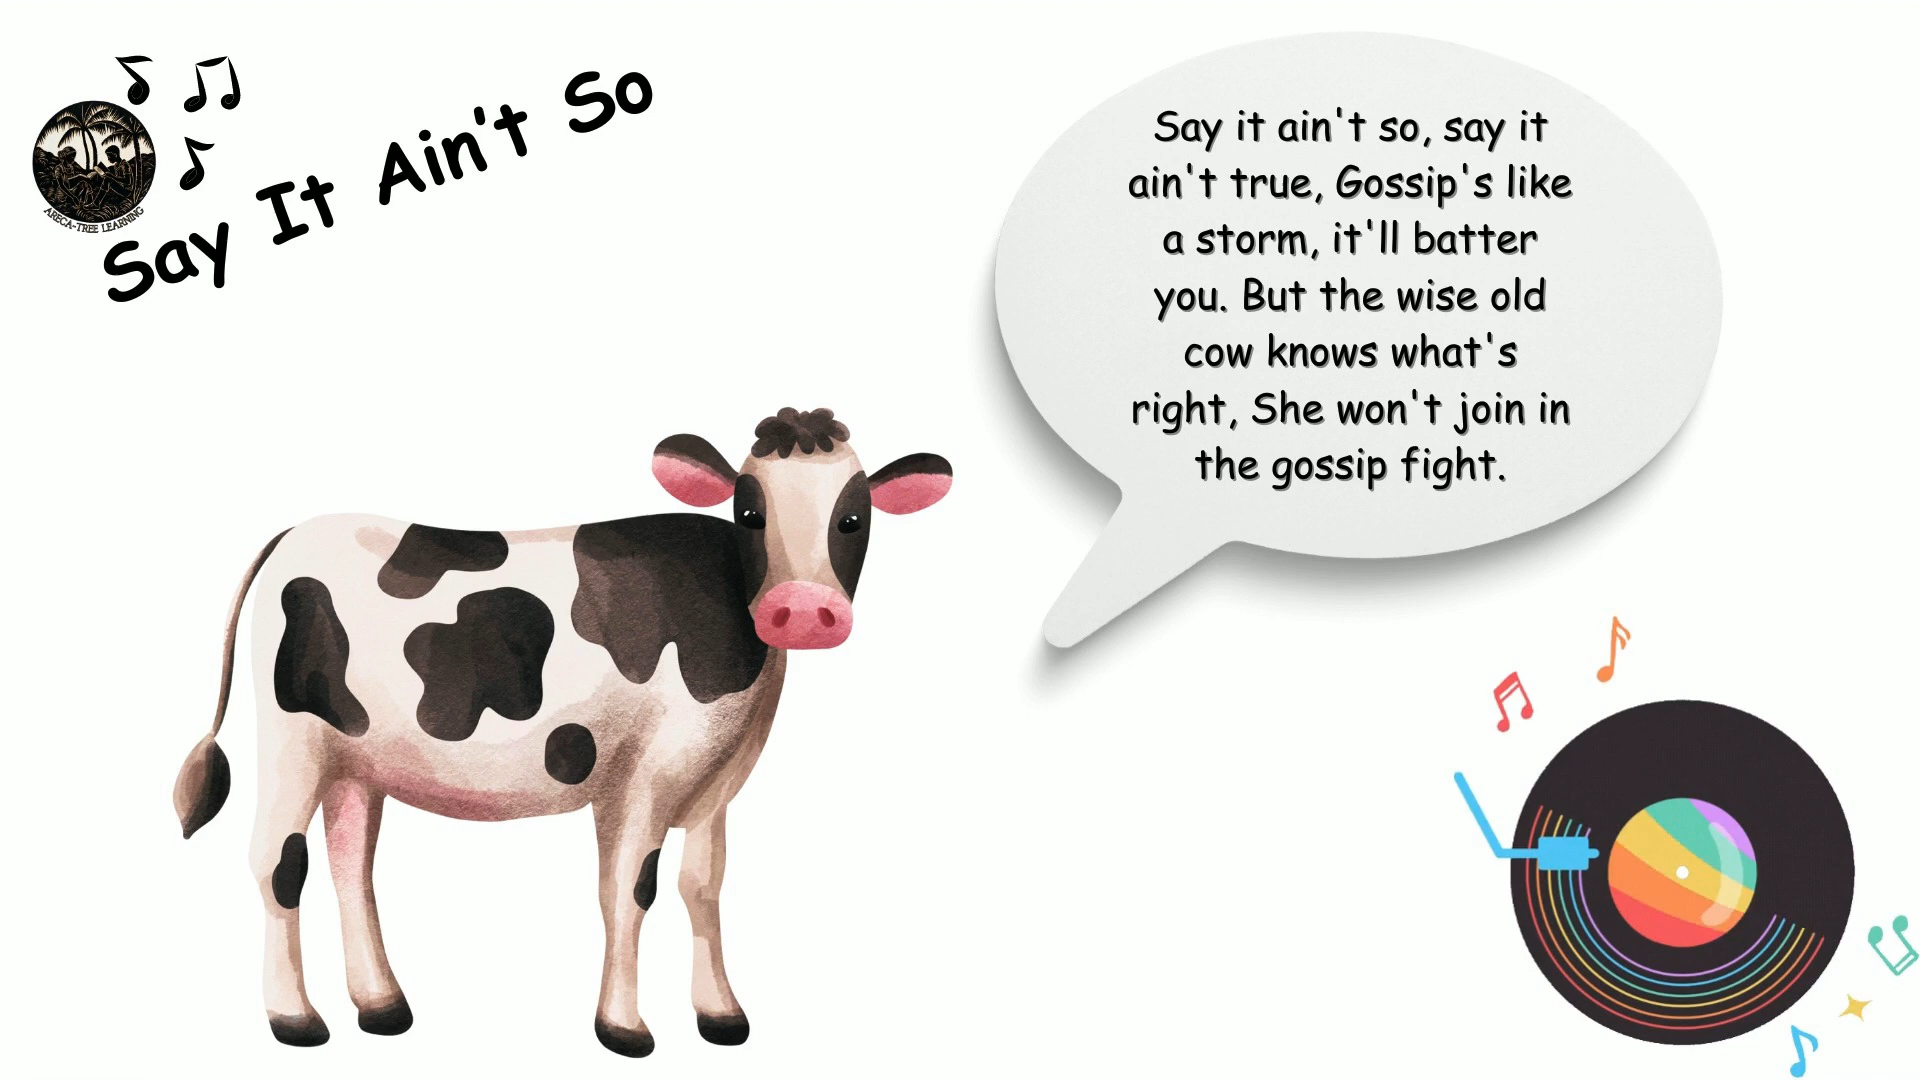 ARECA-TREE LEARNING
Say It Ain't So
Say it ain't so, say it
ain't true, Gossip's like
a storm, it'll batter
you. But the wise old
cow knows what's
right, She won't join in
the gossip fight.